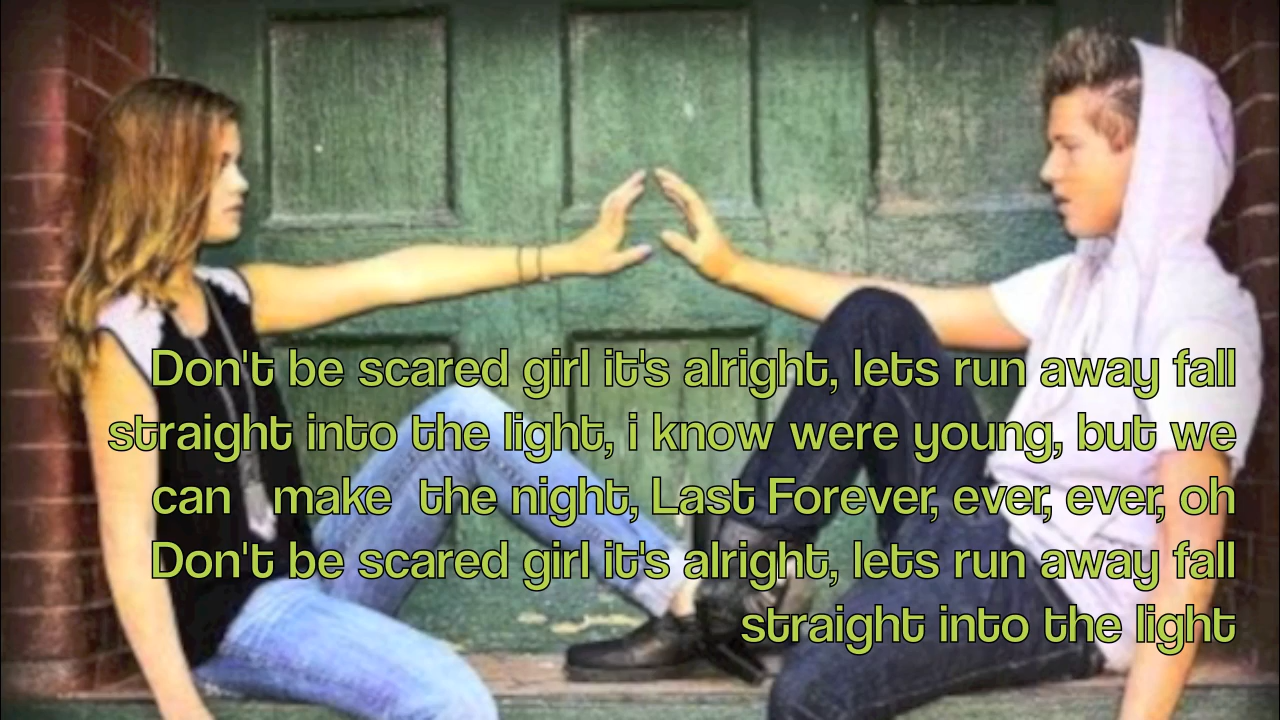 Don't be scared girl it's alright, lets run away fall
straight into the light, i know were young, but we
can make the night, Last Forever, ever, ever, oh
Don't be scared girl it's alright, lets run away fall
straight into the light